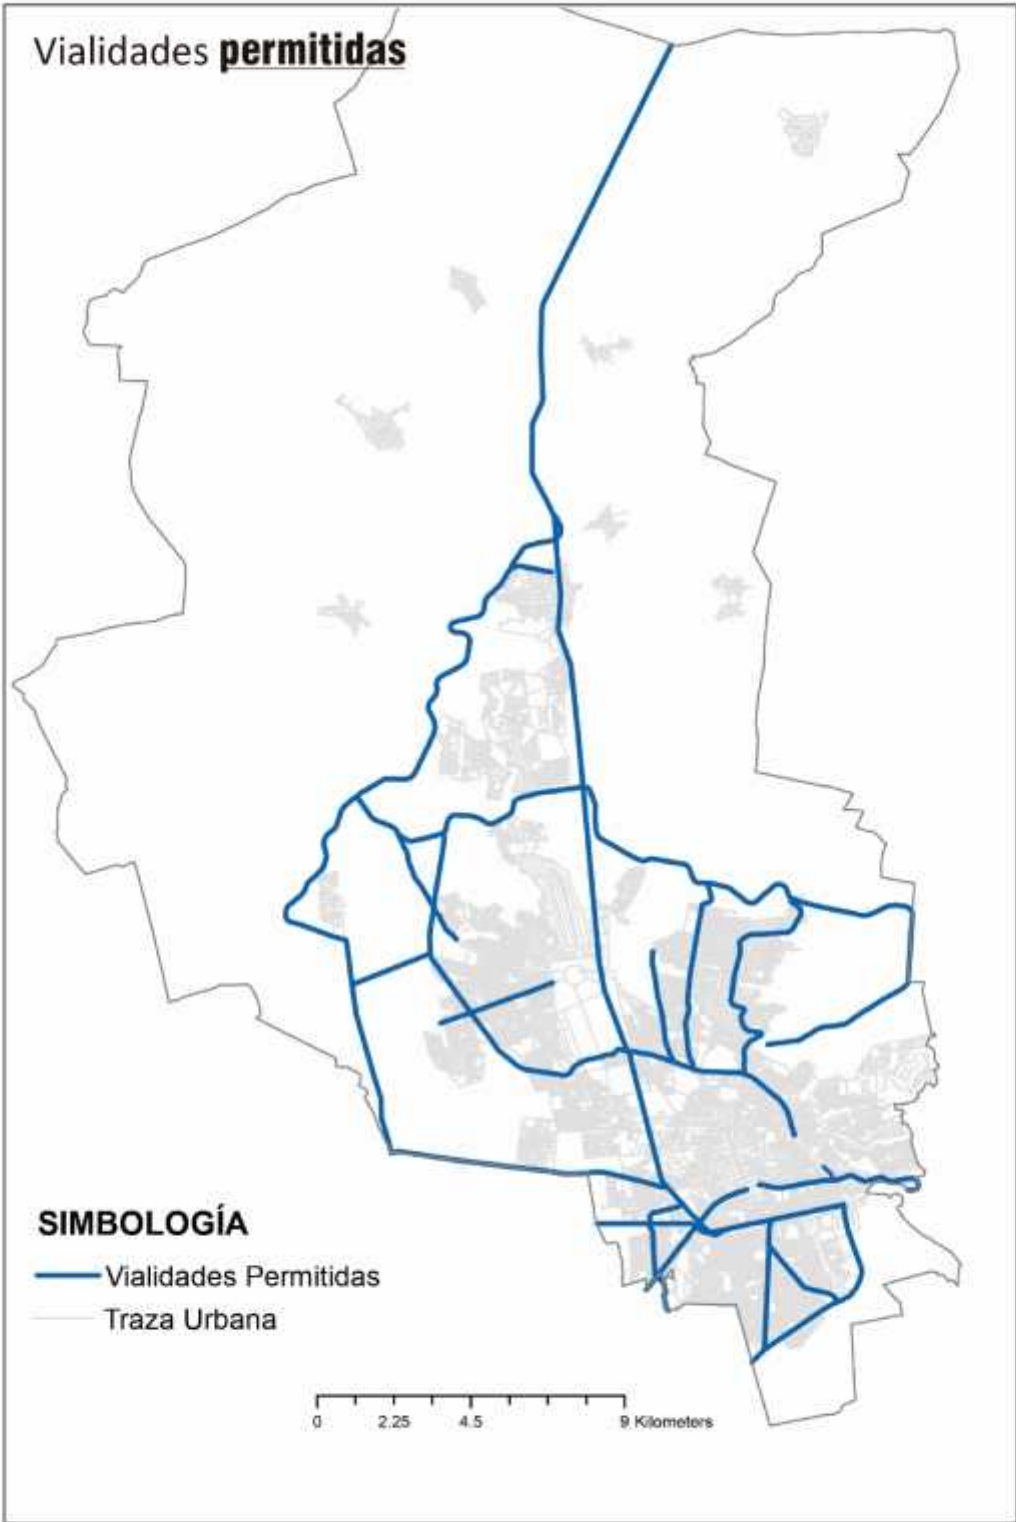 Vialidades permitidas
SIMBOLOGÍA
Vialidades Permitidas
Traza Urbana
0 2.25 4.5 9 Kilometers